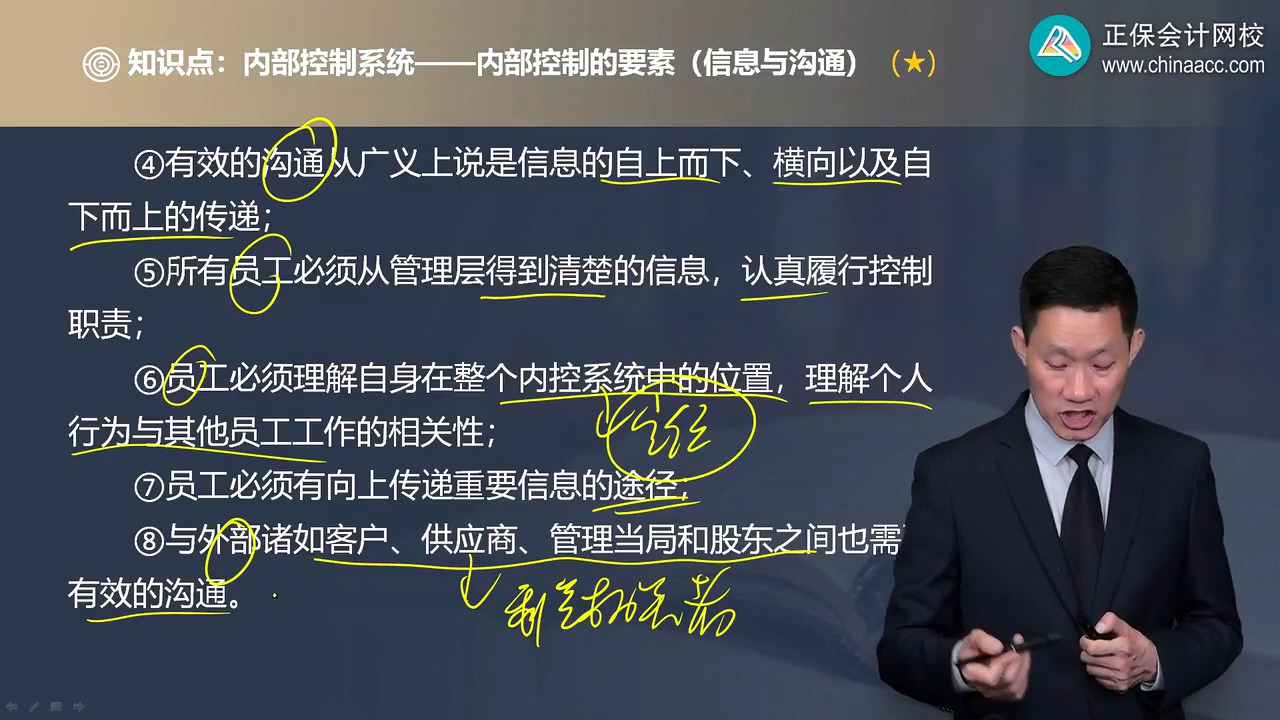 知识点：内部控制系统——内部控制的要素（信息与沟通）（★）
正保会计网校
www.chinaacc.com
④有效的沟通从广义上说是信息的自上而下、横向以及自
下而上的传递；
⑤所有员工必须从管理层得到清楚的信息，认真履行控制
职责；
⑥员工必须理解自身在整个内控系统中的位置，理解个人
行为与其他员工工作的相关性；
⑦员工必须有向上传递重要信息的途径；
⑧与外部诸如客户、供应商、管理当局和股东之间也需
有效的沟通。